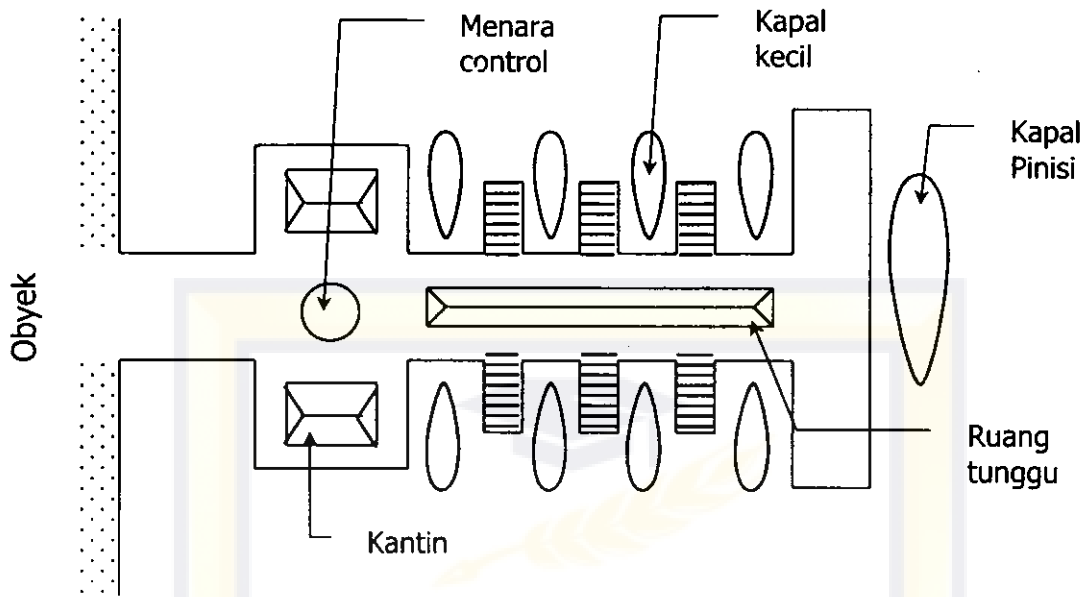 Menara
control
Kapal
kecil
Kapal
Pinisi
Obyek
Ruang
tunggu
Kantin